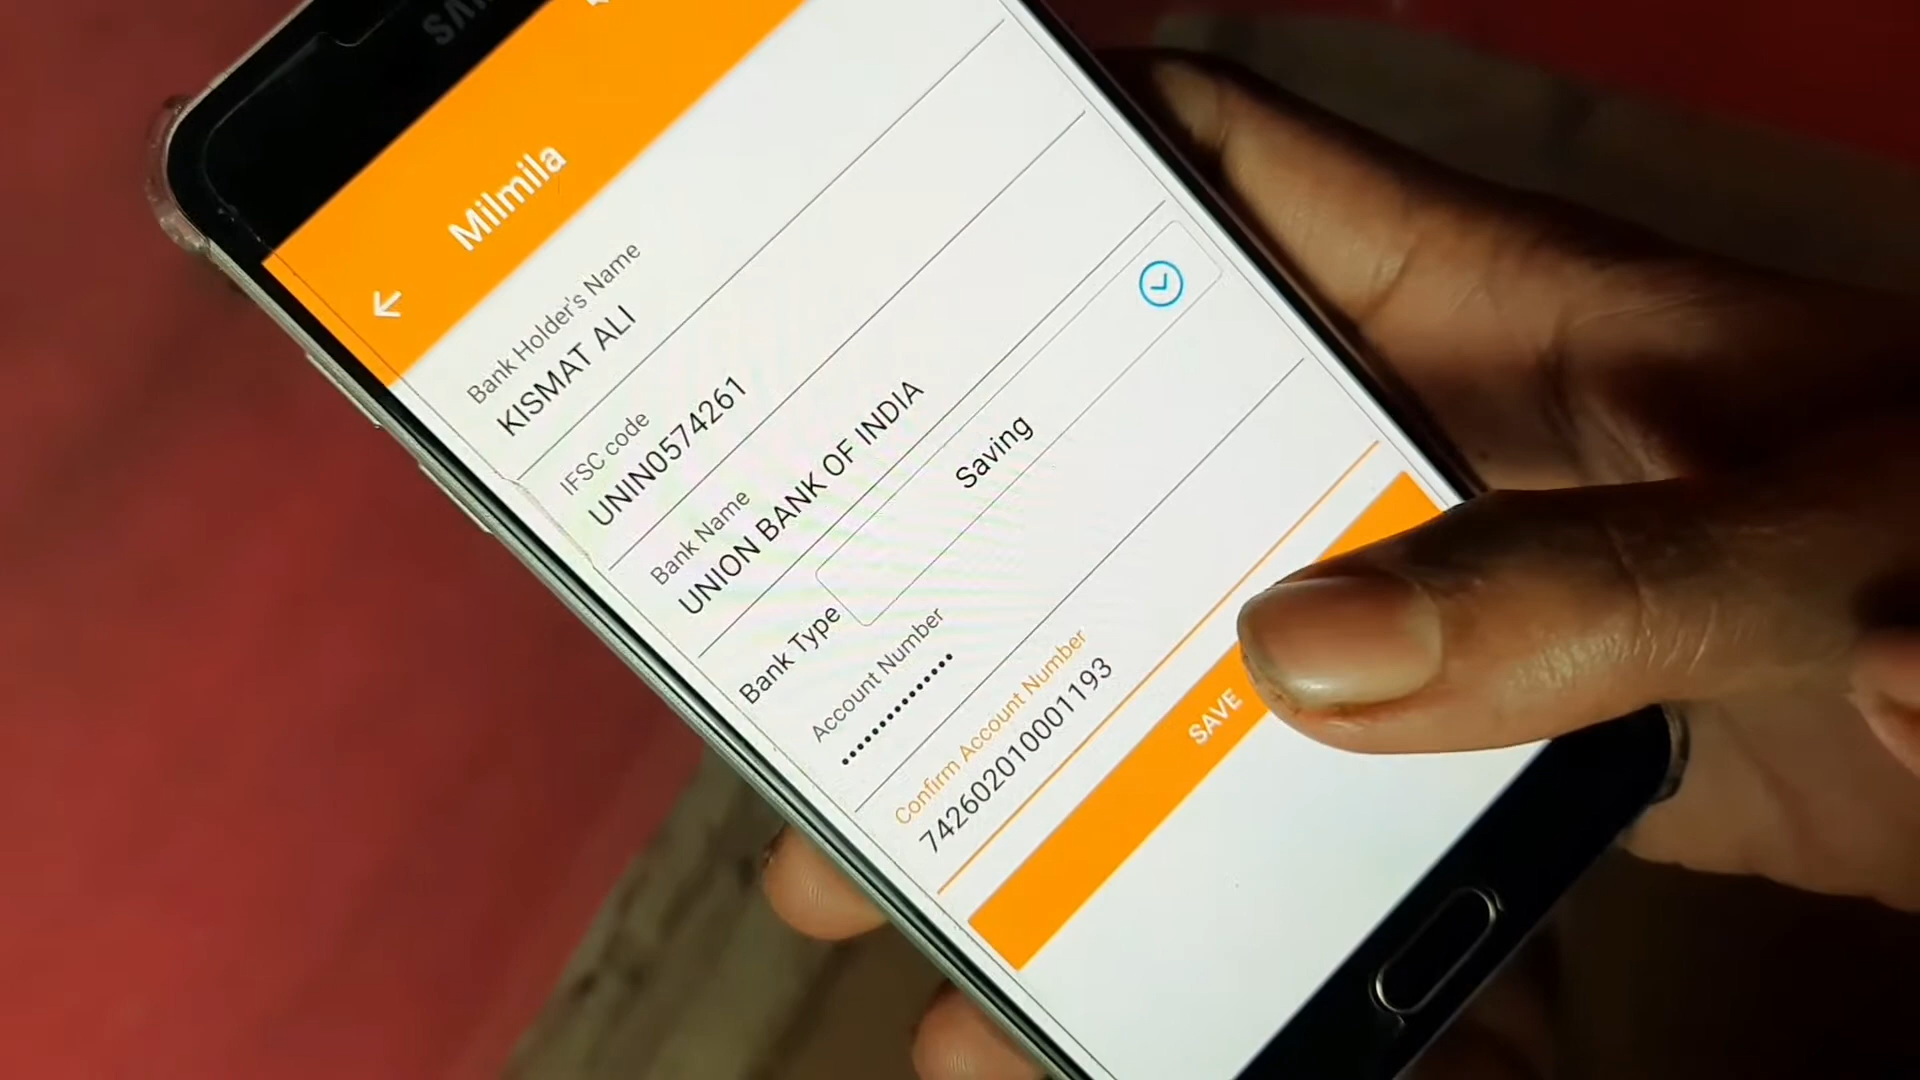 Milmila
Bank Holder's Name
KISMAT ALI
IFSC code
UNIN0574261
Bank Name
UNION BANK OF INDIA
Bank Type
Saving
Account Number
••••••••••••••
Confirm Account Number
742602010001193
SAVE